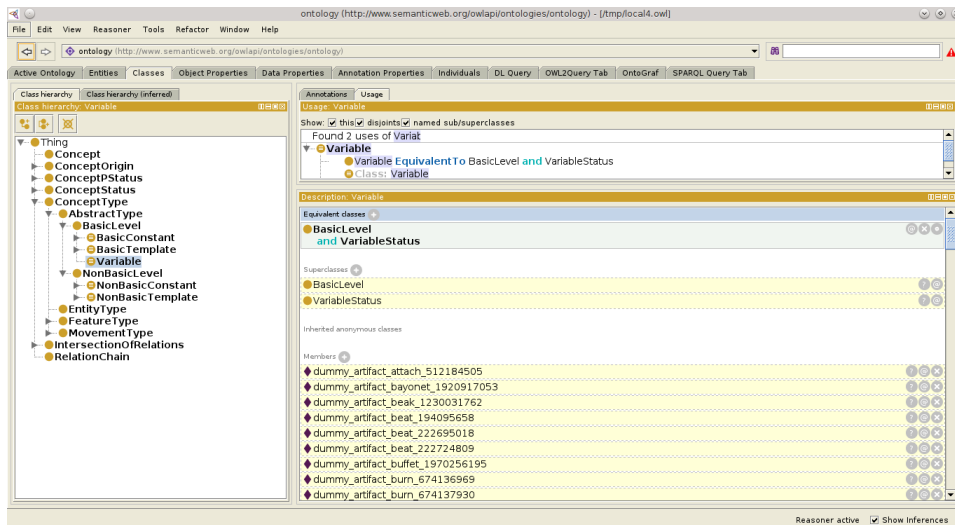 ontology (http://www.semanticweb.org/owlapi/ontologies/ontology) - [/tmp/local4.owl]
File Edit View Reasoner Tools Refactor Window Help
ontology (http://www.semanticweb.org/owlapi/ontologies/ontology)
Active Ontology Entities Classes Object Properties Data Properties Annotation Properties Individuals DL Query OWL2Query Tab OntoGraf SPARQL Query Tab
Class hierarchy Class hierarchy (inferred)
Class hierarchy: Variable
Thing
Concept
ConceptOrigin
ConceptPStatus
ConceptStatus
ConceptType
AbstractType
BasicLevel
BasicConstant
BasicTemplate
Variable
NonBasicLevel
NonBasicConstant
NonBasicTemplate
EntityType
FeatureType
MovementType
IntersectionOfRelations
RelationChain
Annotations Usage
Usage: Variable
Show: this disjoints named sub/superclasses
Found 2 uses of Variat
Variable
Variable EquivalentTo BasicLevel and VariableStatus
Class: Variable
Description: Variable
Equivalent classes
BasicLevel
and VariableStatus
Superclasses
BasicLevel
VariableStatus
Inherited anonymous classes
Members
dummy_artifact_attach_512184505
dummy_artifact_bayonet_1920917053
dummy_artifact_beak_1230031762
dummy_artifact_beat_194095658
dummy_artifact_beat_222695018
dummy_artifact_beat_222724809
dummy_artifact_buffet_1970256195
dummy_artifact_burn_674136969
dummy_artifact_burn_674137930
Reasoner active Show Inferences